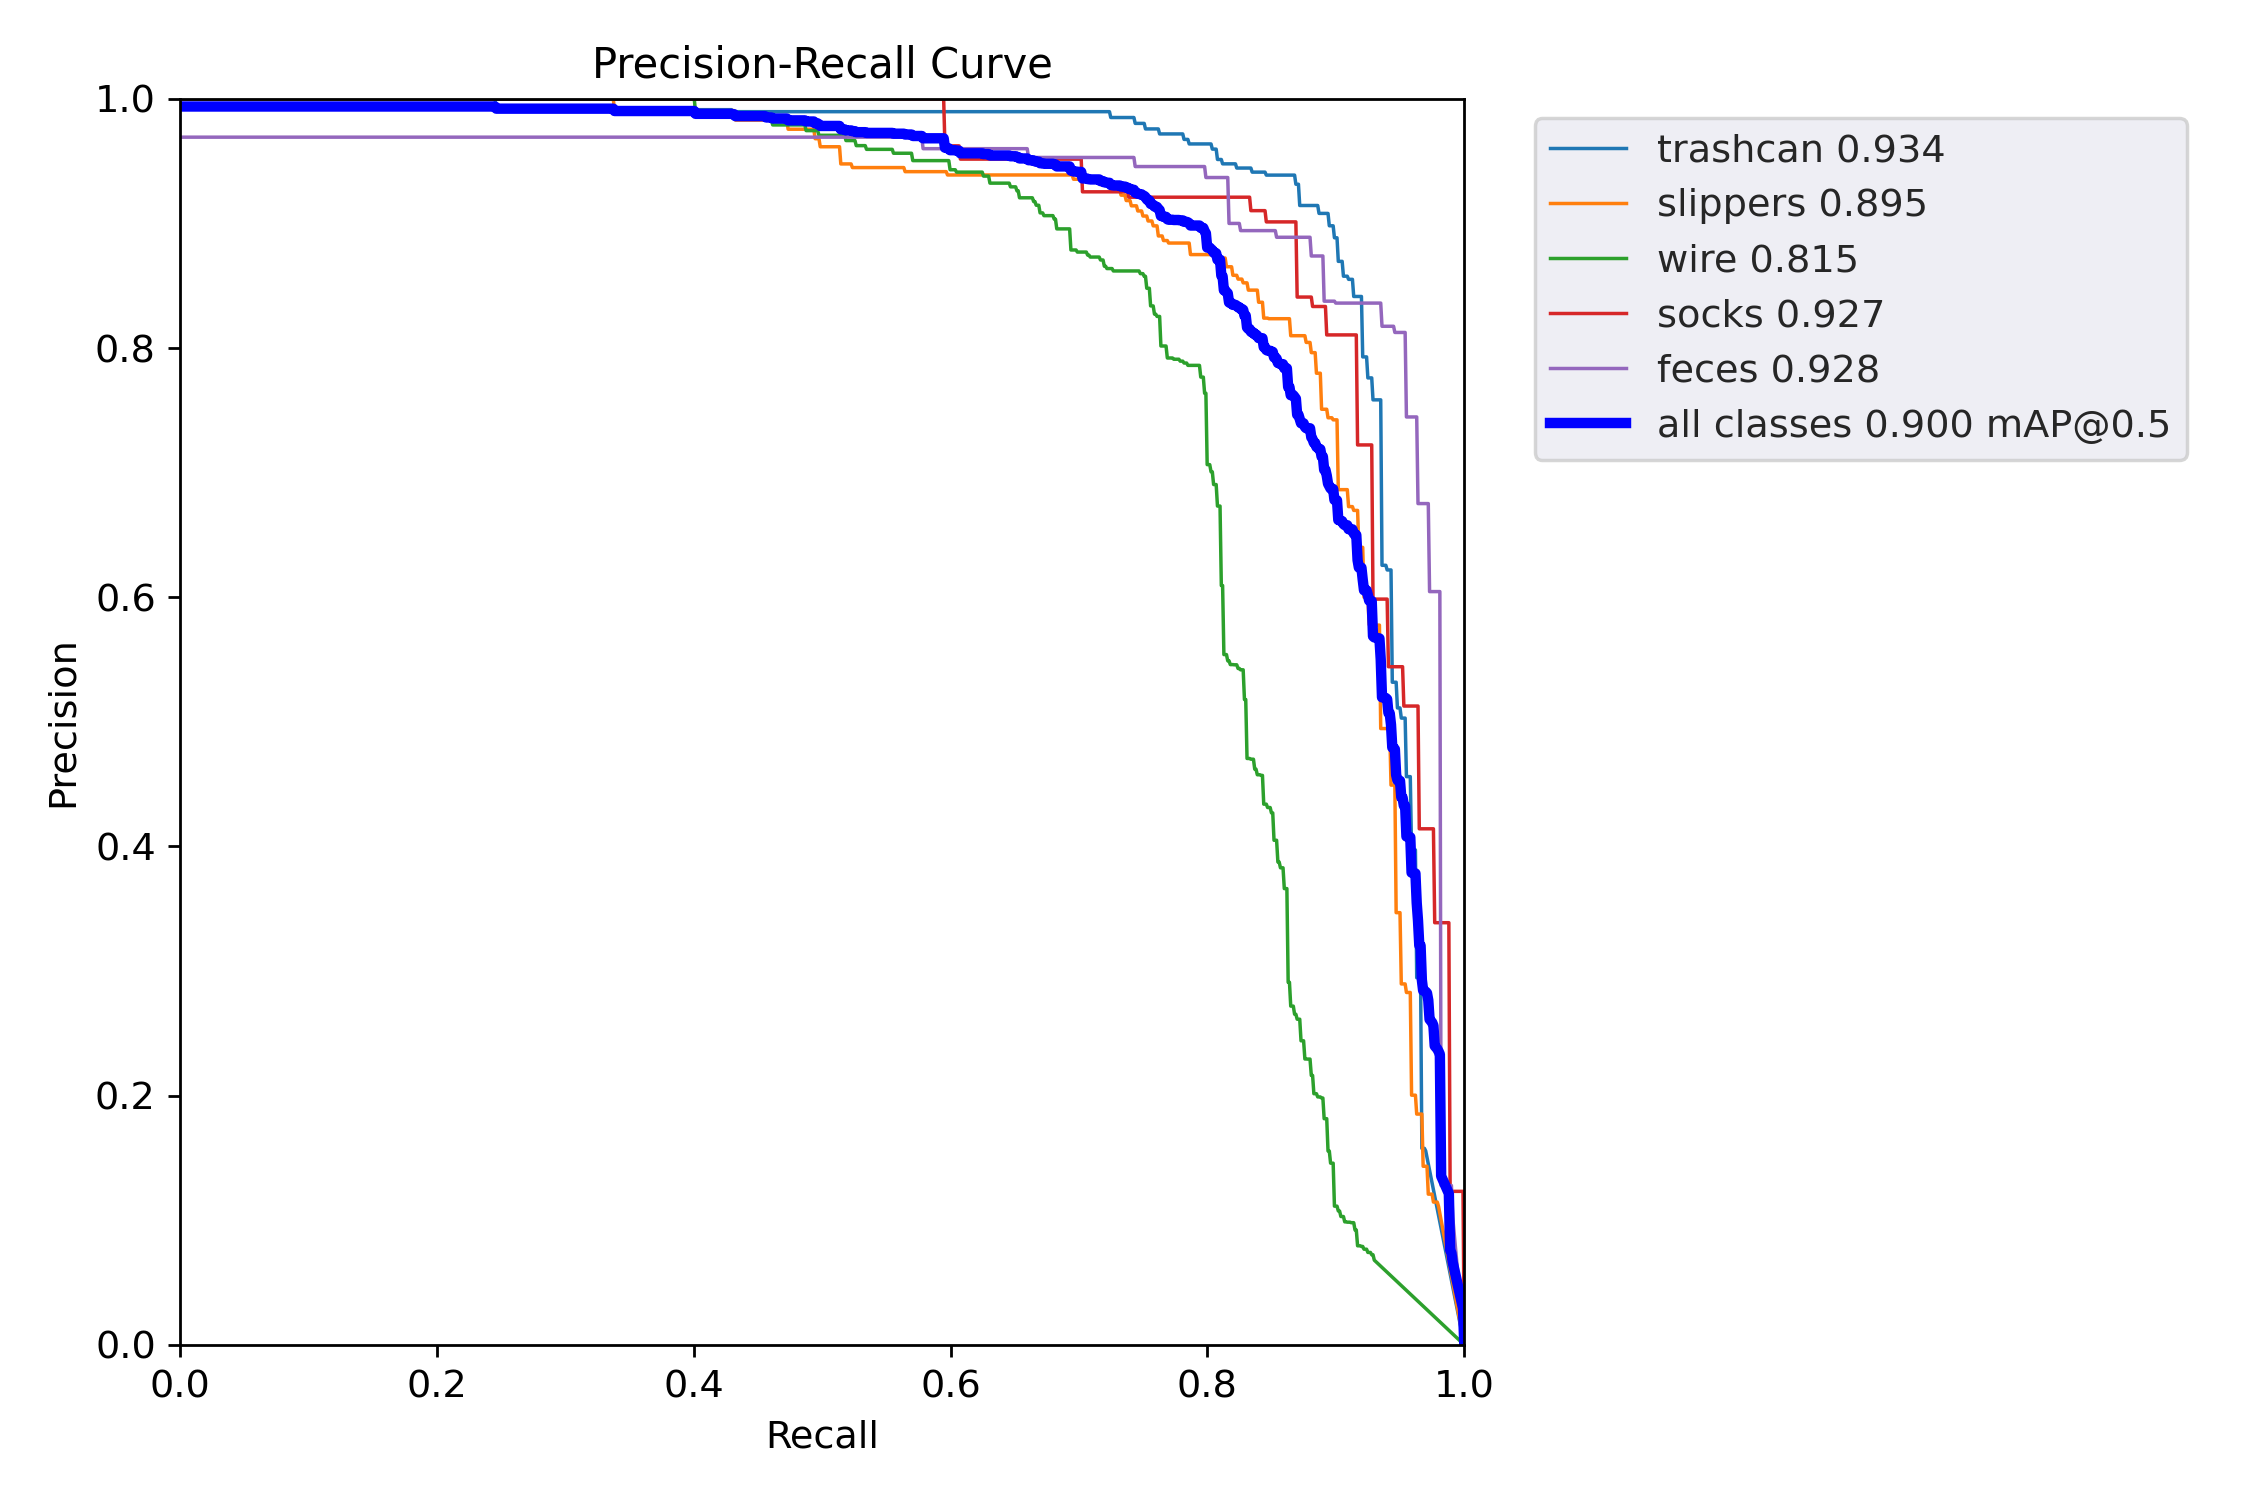 Precision-Recall Curve
1.0
0.8
0.6
0.4
0.2
0.0
Precision
0.0 0.2 0.4 0.6 0.8 1.0
Recall
trashcan 0.934
slippers 0.895
wire 0.815
socks 0.927
feces 0.928
all classes 0.900 mAP@0.5